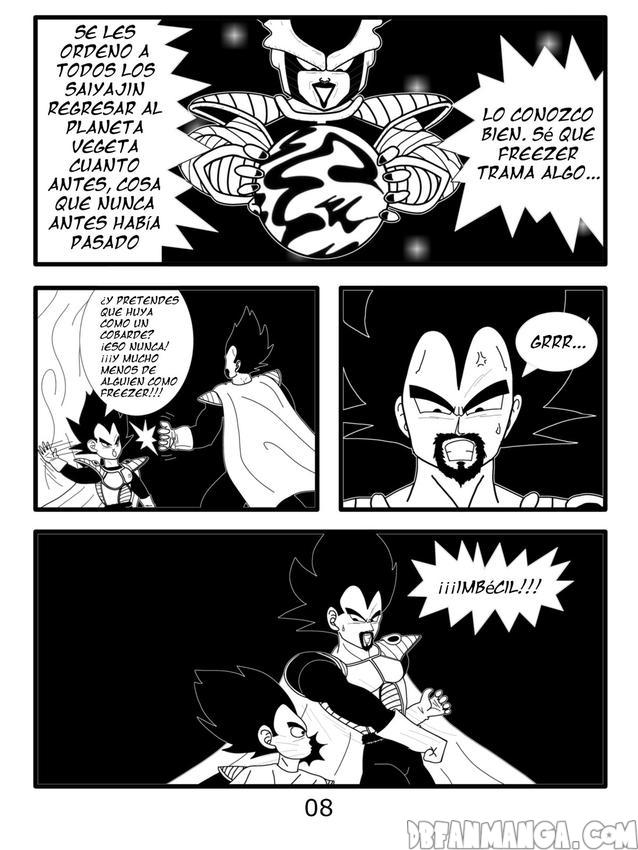 SE LES
ORDENO A
TODOS LOS
SAIYAJIN
REGRESAR AL
PLANETA
VEGETA
CUANTO
ANTES, COSA
QUE NUNCA
ANTES HABÍA
PASADO
LO CONOZCO
BIEN. Sé QUE
FREEZER
TRAMA ALGO...
¿Y PRETENDES
QUE HUYA
COMO UN
COBARDE?
¡ESO NUNCA!
¡¡¡Y MUCHO
MENOS DE
ALGUIEN COMO
FREEZER!!!
GRRR...
¡¡¡IMBéCIL!!!
08
DBFANMANGA.COM